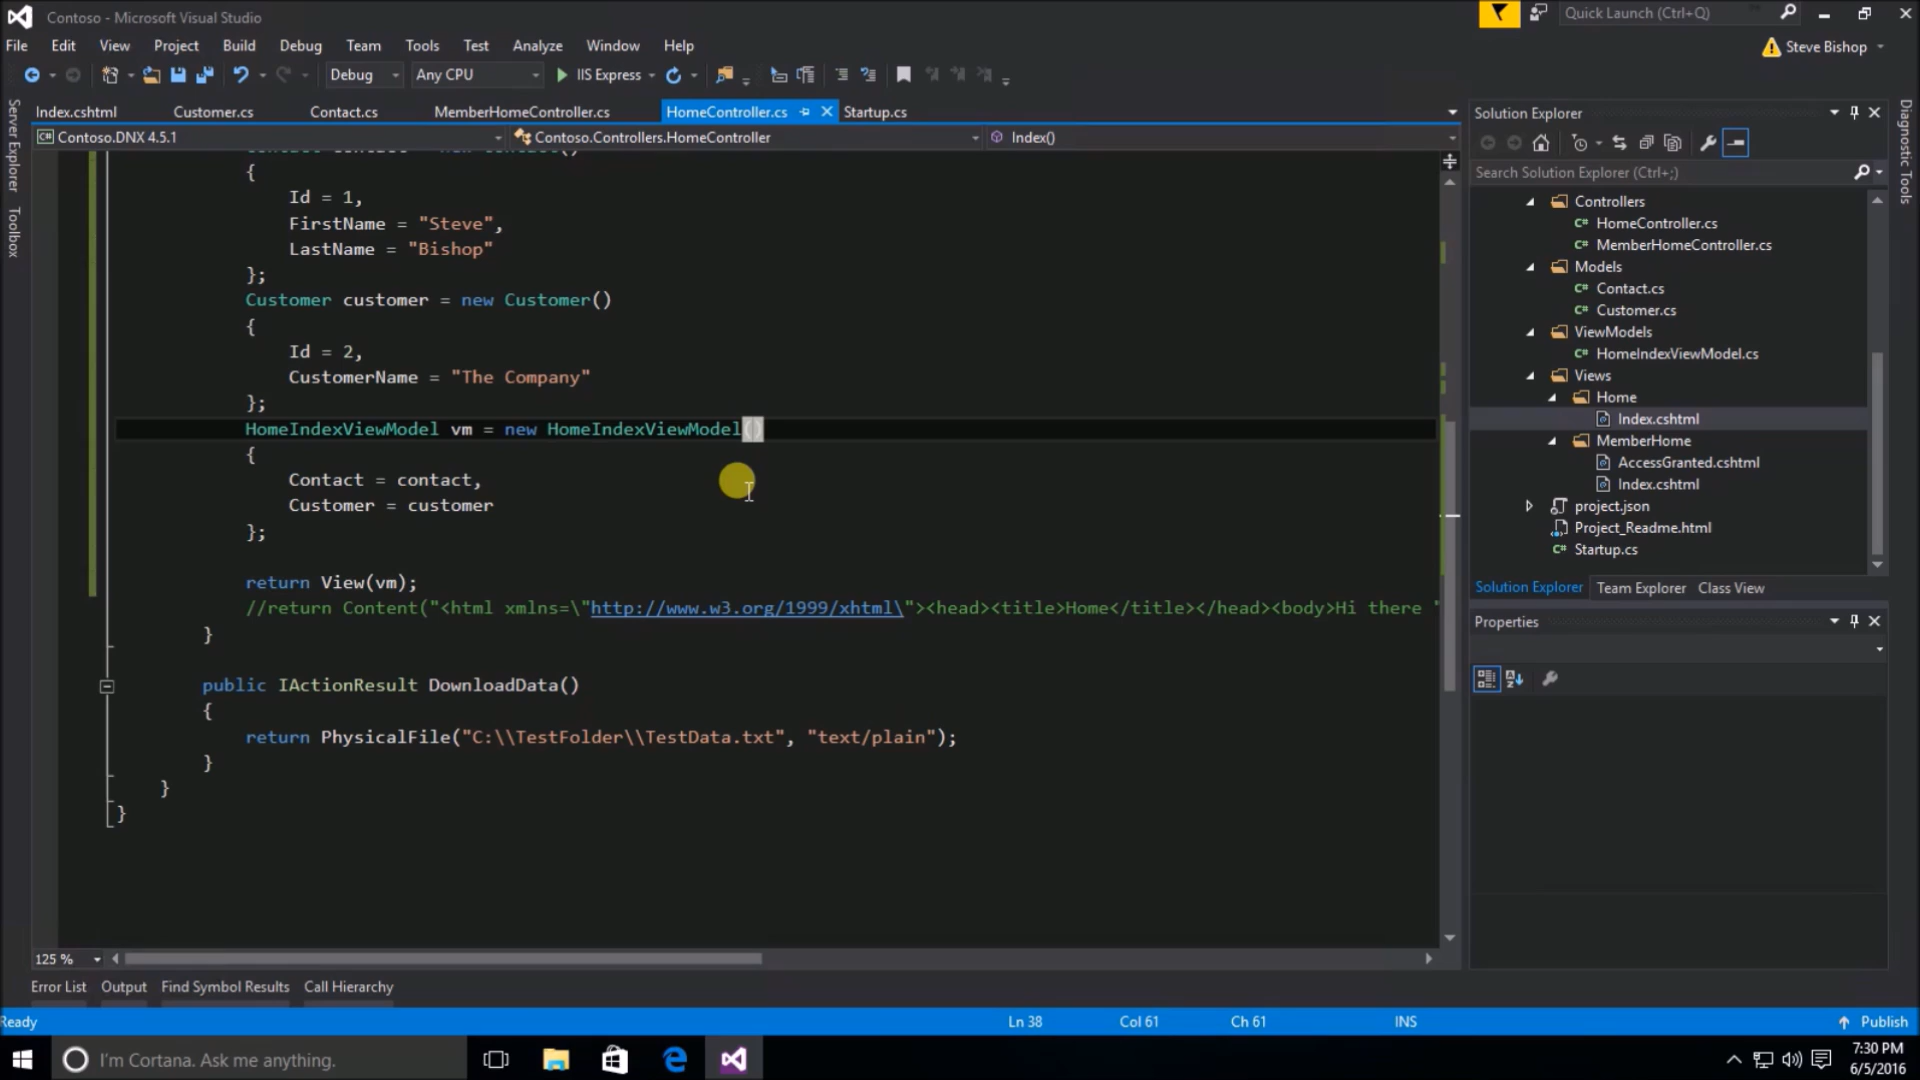 Contoso - Microsoft Visual Studio
Quick Launch (Ctrl+Q)
File Edit View Project Build Debug Team Tools Test Analyze Window Help
Steve Bishop
Debug
Any CPU
IIS Express
Index.cshtml Customer.cs Contact.cs MemberHomeController.cs HomeController.cs Startup.cs
Contoso.DNX 4.5.1
Contoso.Controllers.HomeController
Index()
Server Explorer
Toolbox
{
Id = 1,
FirstName = "Steve",
LastName = "Bishop"
};
Customer customer = new Customer()
{
Id = 2,
CustomerName = "The Company"
};
HomeIndexViewModel vm = new HomeIndexViewModel()
{
Contact = contact,
Customer = customer
};
return View(vm);
//return Content("<html xmlns=\"http://www.w3.org/1999/xhtml\"><head><title>Home</title></head><body>Hi there "
}
public IActionResult DownloadData()
{
return PhysicalFile("C:\\TestFolder\\TestData.txt", "text/plain");
}
}
}
125 %
Solution Explorer
Search Solution Explorer (Ctrl+;)
Controllers
C# HomeController.cs
C# MemberHomeController.cs
Models
C# Contact.cs
C# Customer.cs
ViewModels
C# HomeIndexViewModel.cs
Views
Home
Index.cshtml
MemberHome
AccessGranted.cshtml
Index.cshtml
project.json
Project_Readme.html
C# Startup.cs
Solution Explorer Team Explorer Class View
Properties
Diagnostic Tools
Error List Output Find Symbol Results Call Hierarchy
Ready
Ln 38
Col 61
Ch 61
INS
Publish
I'm Cortana. Ask me anything.
7:30 PM
6/5/2016